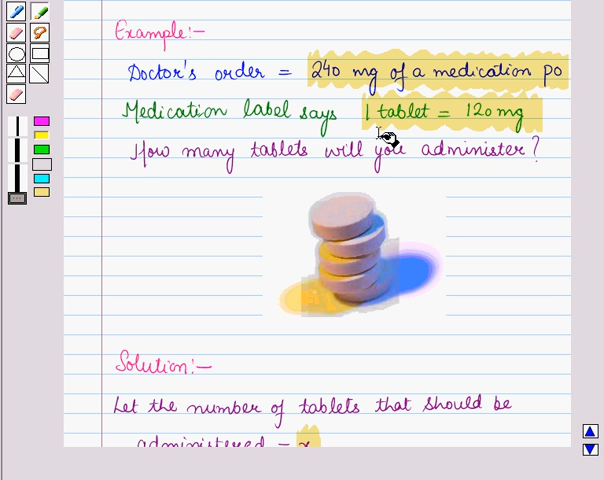 Example:-
Doctor's order = 240 mg of a medication po
Medication label says 1 tablet = 120 mg
How many tablets will you administer?
Solution:-
Let the number of tablets that should be
administered = x